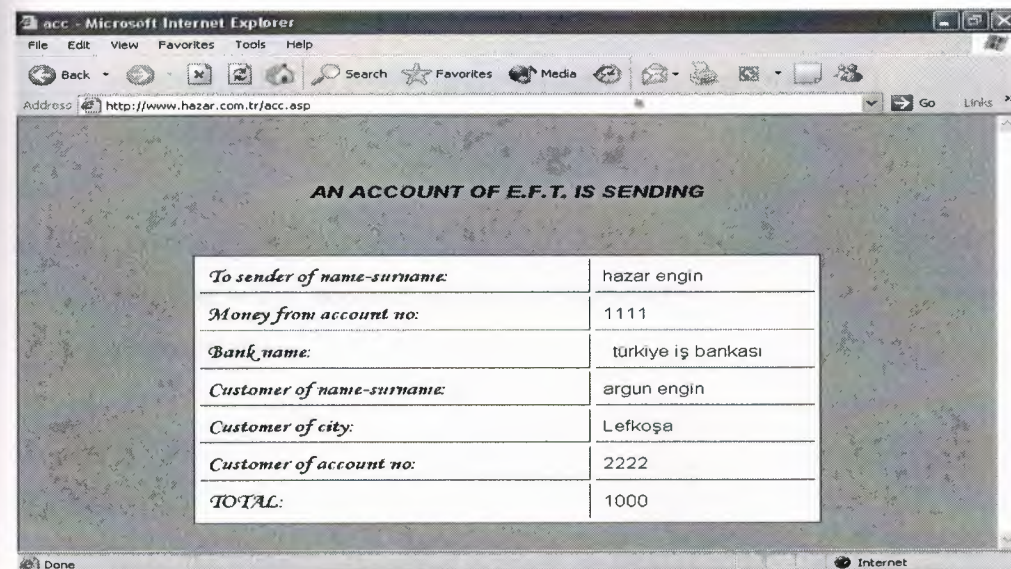 acc - Microsoft Internet Explorer
File Edit View Favorites Tools Help
Back Search Favorites Media
Address http://www.hazar.com.tr/acc.asp Go Links »
AN ACCOUNT OF E.F.T. IS SENDING
To sender of name-surname: hazar engin
Money from account no: 1111
Bank name: türkiye iş bankası
Customer of name-surname: argun engin
Customer of city: Lefkoşa
Customer of account no: 2222
TOTAL: 1000
Done Internet